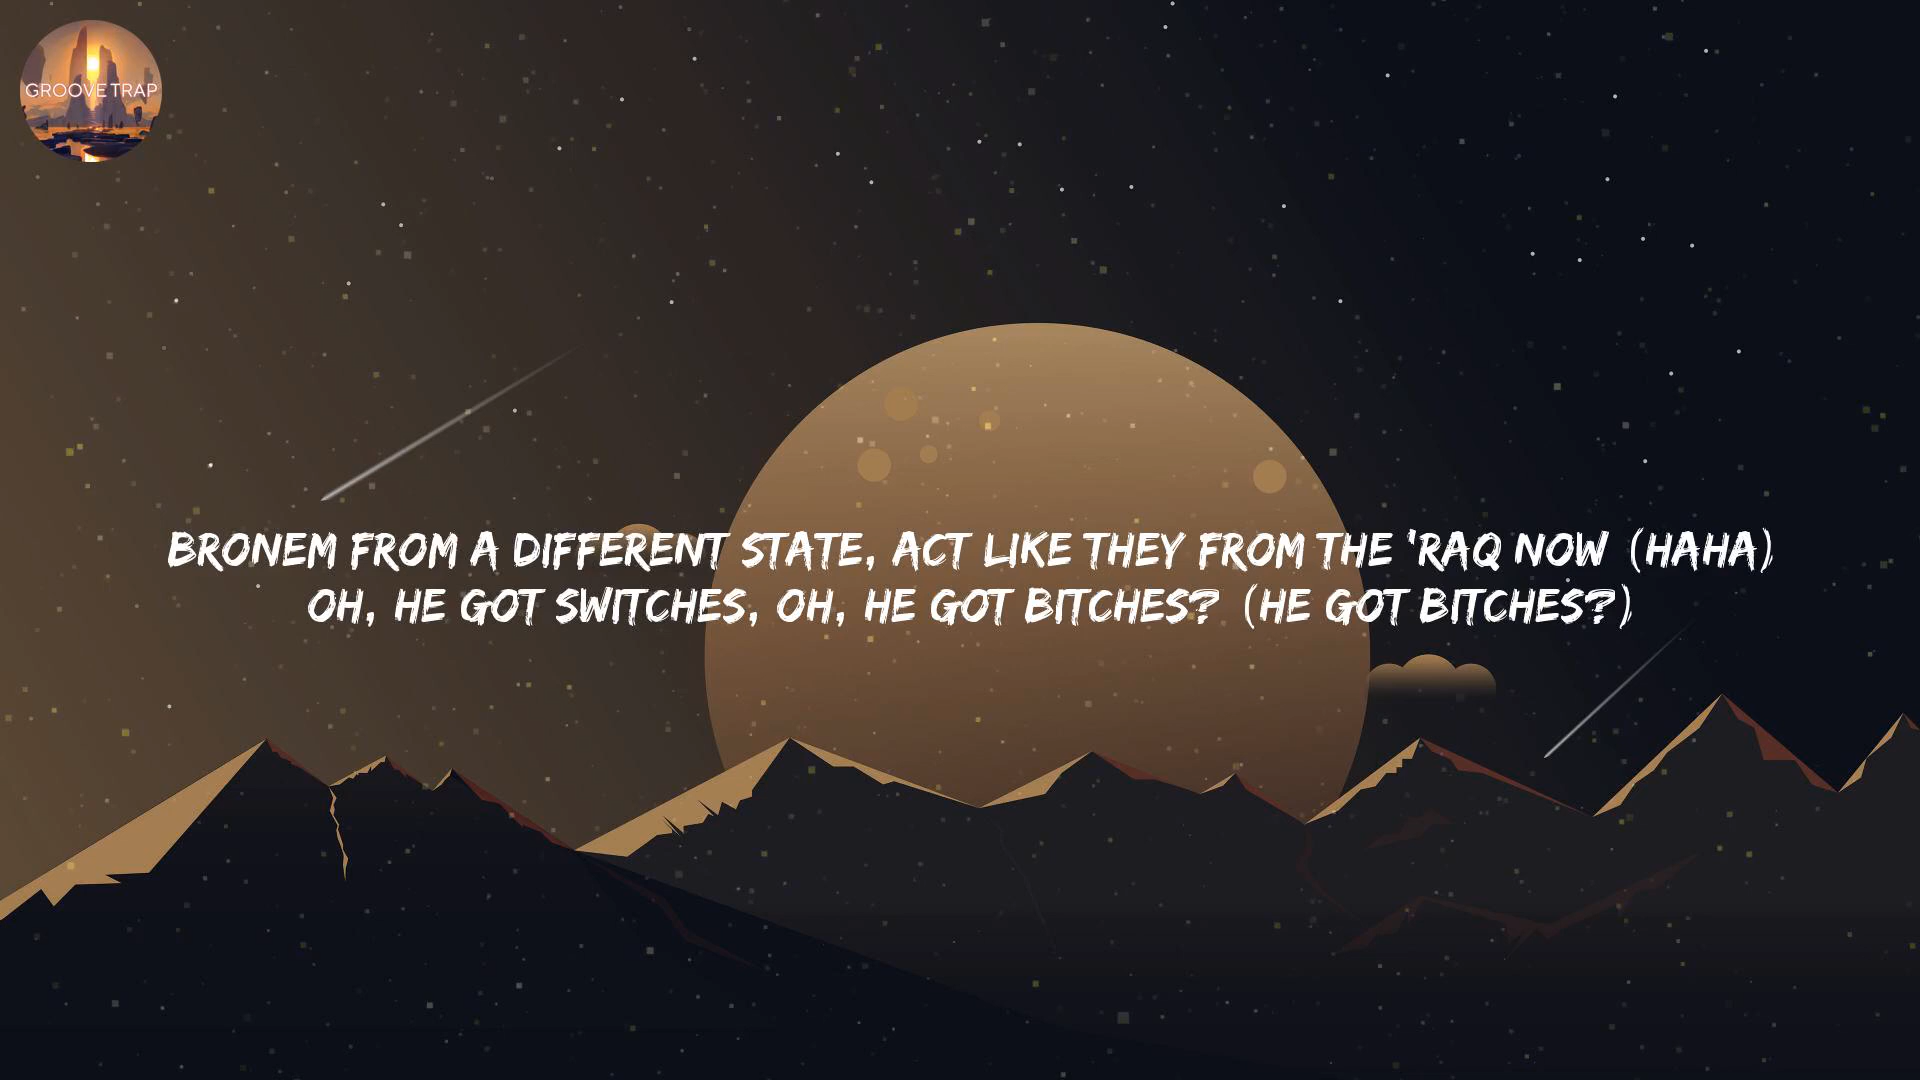 GROOVE TRAP
BRONEM FROM A DIFFERENT STATE, ACT LIKE THEY FROM THE 'RAQ NOW (HAHA)
OH, HE GOT SWITCHES, OH, HE GOT BITCHES? (HE GOT BITCHES?)